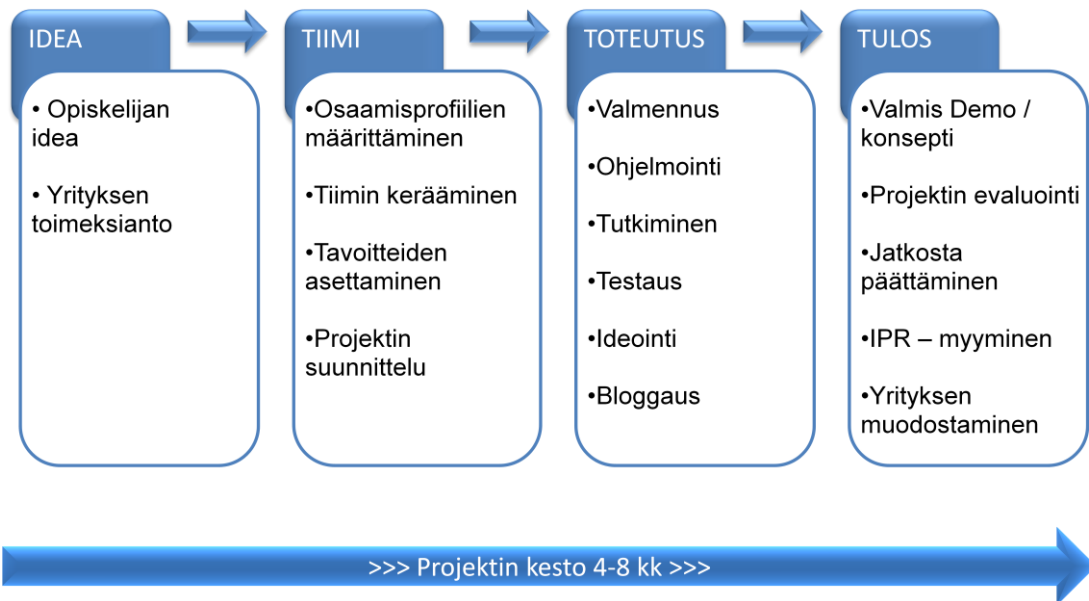 IDEA
• Opiskelijan
idea
• Yrityksen
toimeksianto
TIIMI
•Osaamisprofiilien
määrittäminen
•Tiimin kerääminen
•Tavoitteiden
asettaminen
•Projektin
suunnittelu
TOTEUTUS
•Valmennus
•Ohjelmointi
•Tutkiminen
•Testaus
•Ideointi
•Bloggaus
TULOS
•Valmis Demo /
konsepti
•Projektin evaluointi
•Jatkosta
päättäminen
•IPR – myyminen
•Yrityksen
muodostaminen
>>> Projektin kesto 4-8 kk >>>